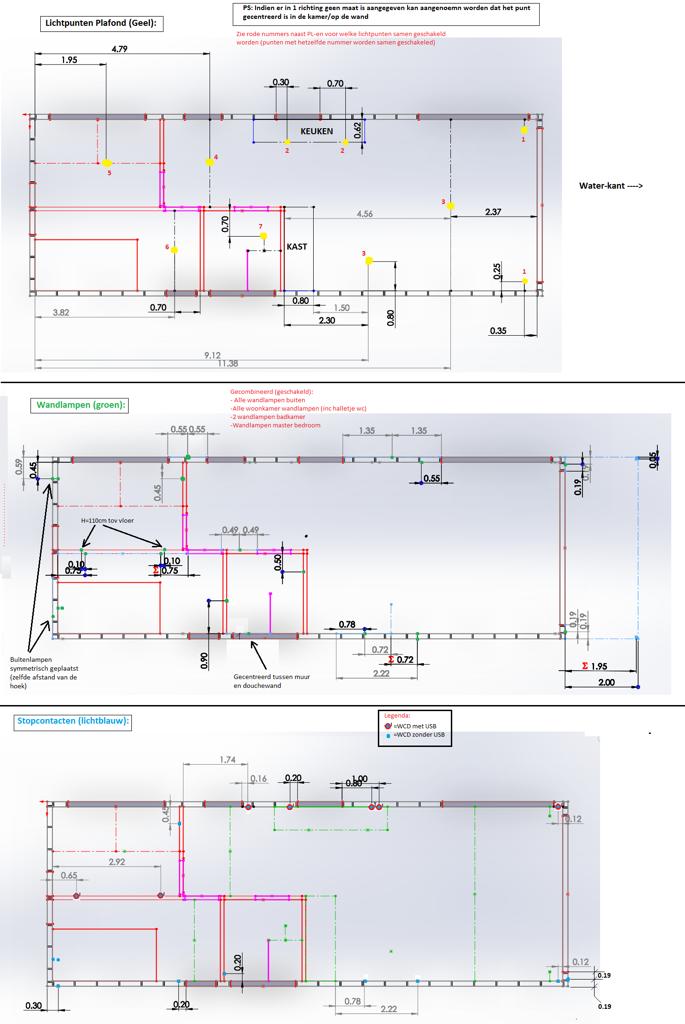 Lichtpunten Plafond (Geel):
PS: Indien er in 1 richting geen maat is aangegeven kan aangenoemn worden dat het punt
gecentreerd is in de kamer/op de wand
Zie rode nummers naast PL-en voor welke lichtpunten samen geschakeld
worden (punten met hetzelfde nummer worden samen geschakeled)
4.79
1.95
0.30
0.70
KEUKEN
0.62
1
2
2
5
4
Water-kant ---->
3
4.56
2.37
0.70
7
KAST
6
3
0.25
1
0.80
3.82
0.70
1.50
0.80
2.30
0.35
9.12
11.38
Wandlampen (groen):
Gecombineerd (geschakeld):
- Alle wandlampen buiten
-Alle woonkamer wandlampen (inc halletje wc)
-2 wandlampen badkamer
-Wandlampen master bedroom
0.55
0.55
1.35
1.35
0.59
0.45
0.45
0.55
0.19
0.05
H=110cm tov vloer
0.49
0.49
0.10
0.75
0.10
Σ 0.75
0.50
0.78
0.19
0.19
0.90
0.72
Σ 0.72
2.22
Σ 1.95
2.00
Buitenlampen
symmetrisch geplaatst
(zelfde afstand van de
hoek)
Gecentreerd tussen muur
en douchewand
Stopcontacten (lichtblauw):
Legenda:
=WCD met USB
=WCD zonder USB
1.74
0.16
0.20
1.00
0.80
0.45
0.12
2.92
0.65
0.20
0.12
0.19
0.30
0.20
0.78
2.22
0.19